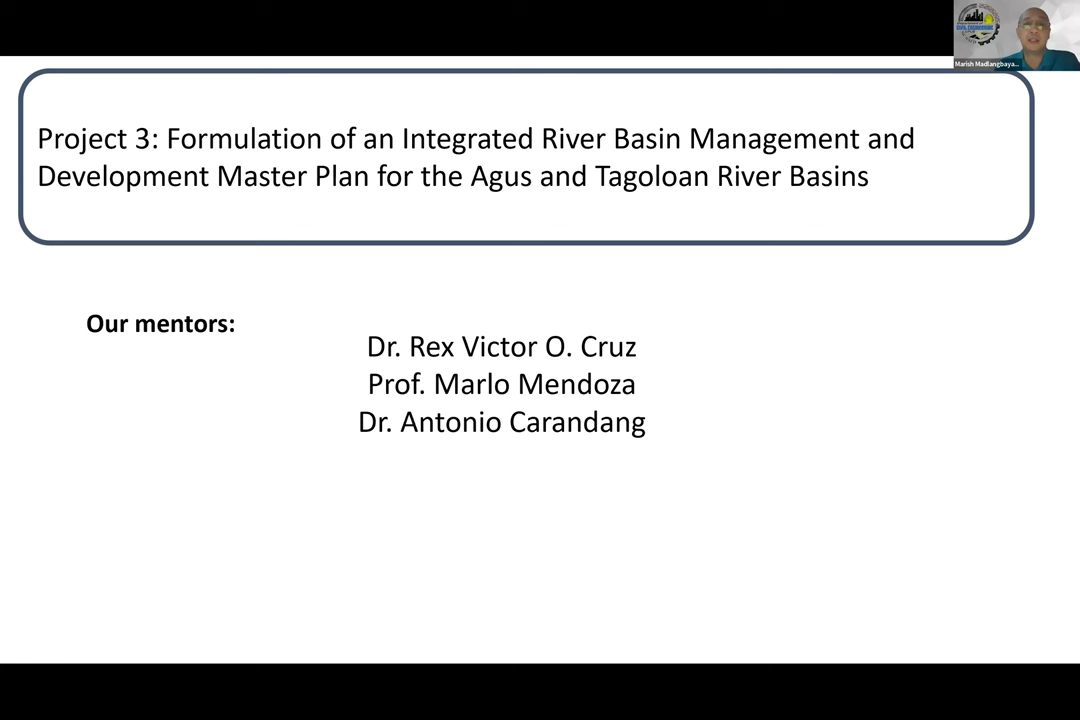 Marish Madlangbaya...
Project 3: Formulation of an Integrated River Basin Management and
Development Master Plan for the Agus and Tagoloan River Basins
Our mentors:
Dr. Rex Victor O. Cruz
Prof. Marlo Mendoza
Dr. Antonio Carandang